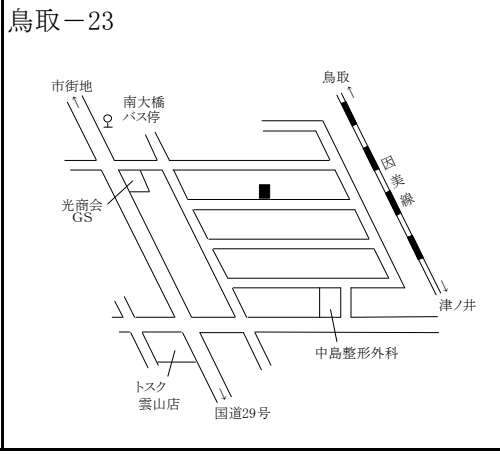 鳥取－23
市街地
↑
南大橋
バス停
鳥取
↑
因美線
光商会
GS
↓
津ノ井
中島整形外科
トスク
雲山店
↓
国道29号